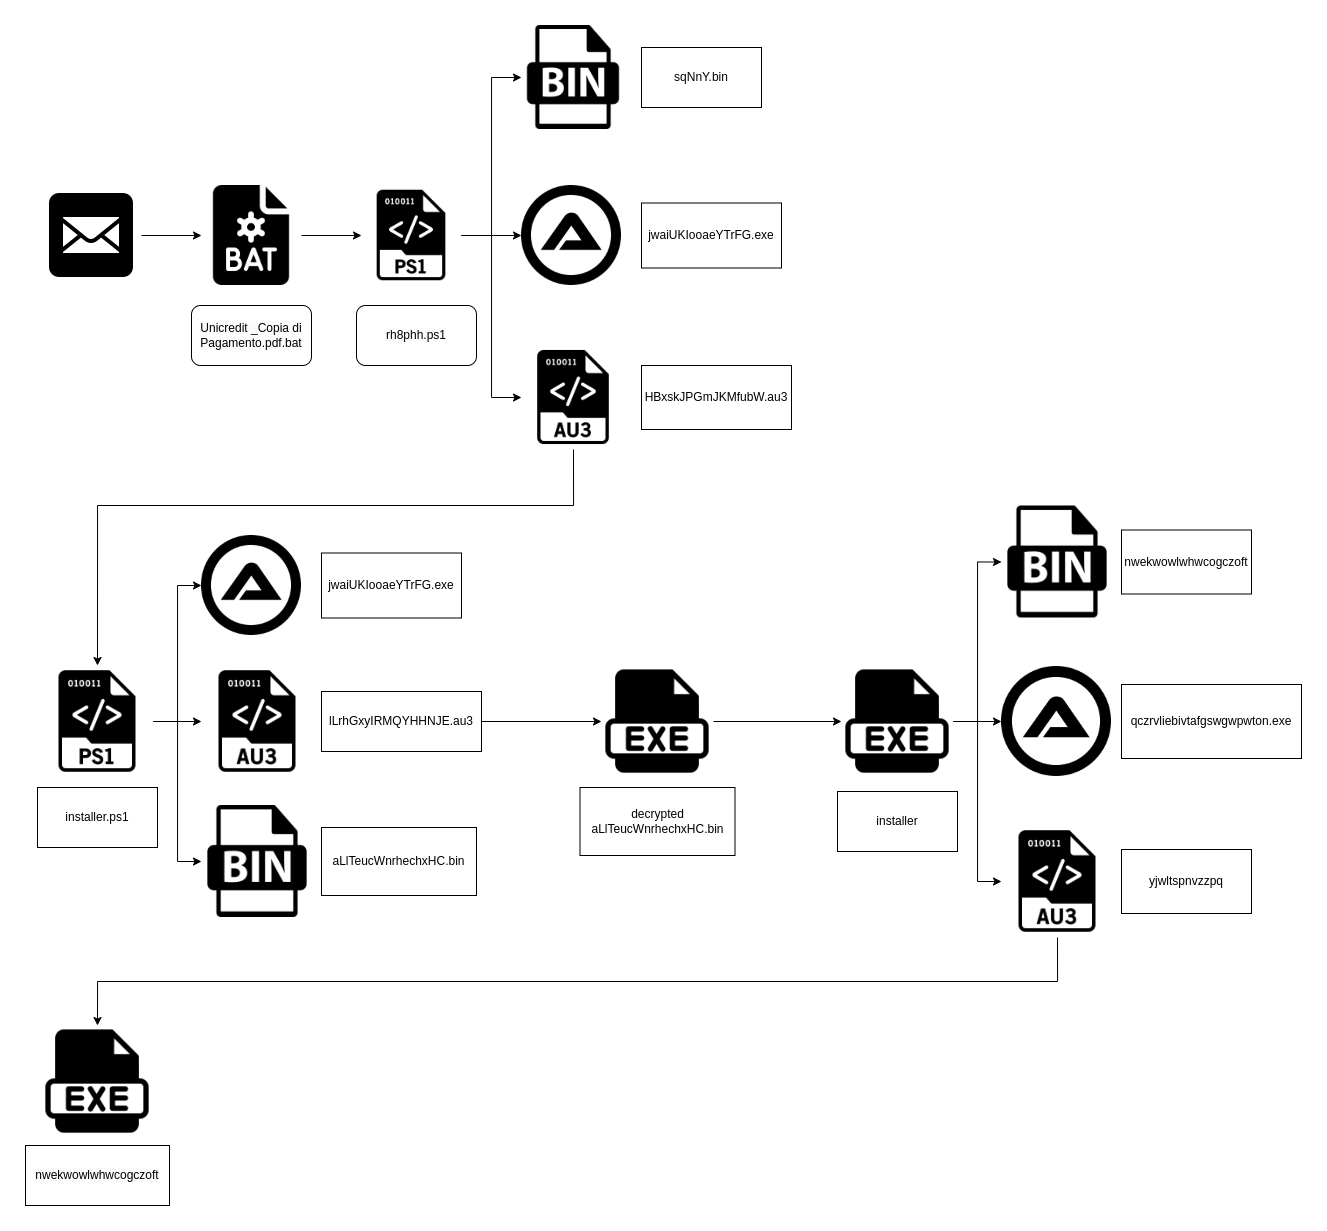 BIN
sqNnY.bin
BAT
010011
</>
PS1
jwaiUKIooaeYTrFG.exe
Unicredit _Copia di
Pagamento.pdf.bat
rh8phh.ps1
010011
</>
AU3
HBxskJPGmJKMfubW.au3
jwaiUKIooaeYTrFG.exe
BIN
nwekwowlwhwcogczoft
010011
</>
PS1
010011
</>
AU3
lLrhGxyIRMQYHHNJE.au3
EXE
EXE
qczrvliebivtafgswgwpwton.exe
installer.ps1
BIN
aLlTeucWnrhechxHC.bin
decrypted
aLlTeucWnrhechxHC.bin
installer
010011
</>
AU3
yjwltspnvzzpq
EXE
nwekwowlwhwcogczoft